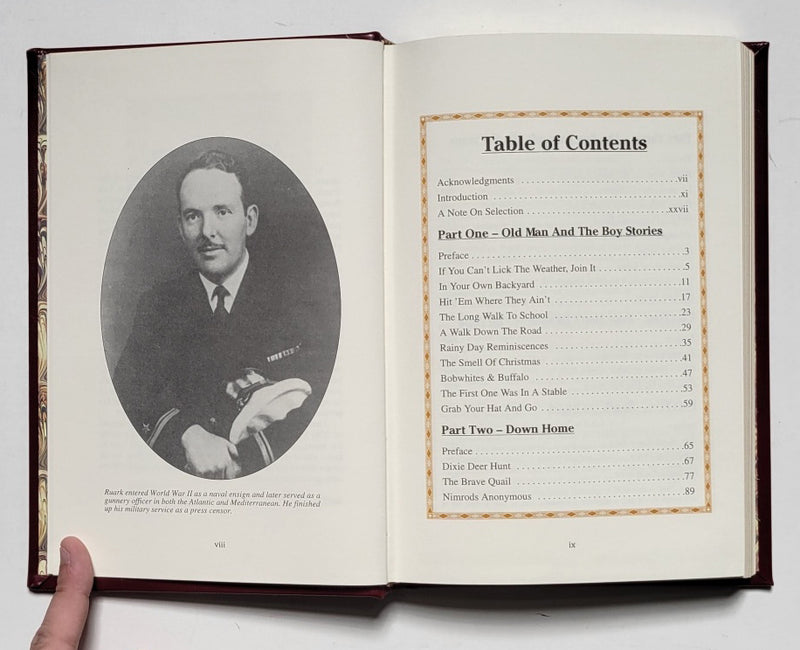 Ruark entered World War II as a naval ensign and later served as a
gunnery officer in both the Atlantic and Mediterranean. He finished
up his military service as a press censor.
viii
Table of Contents
Acknowledgments ........................................vii
Introduction ........................................xi
A Note On Selection ........................................xxvii
Part One – Old Man And The Boy Stories
Preface ........................................3
If You Can't Lick The Weather, Join It ........................................5
In Your Own Backyard ........................................11
Hit 'Em Where They Ain't ........................................17
The Long Walk To School ........................................23
A Walk Down The Road ........................................29
Rainy Day Reminiscences ........................................35
The Smell Of Christmas ........................................41
Bobwhites & Buffalo ........................................47
The First One Was In A Stable ........................................53
Grab Your Hat And Go ........................................59
Part Two – Down Home
Preface ........................................65
Dixie Deer Hunt ........................................67
The Brave Quail ........................................77
Nimrods Anonymous ........................................89
ix